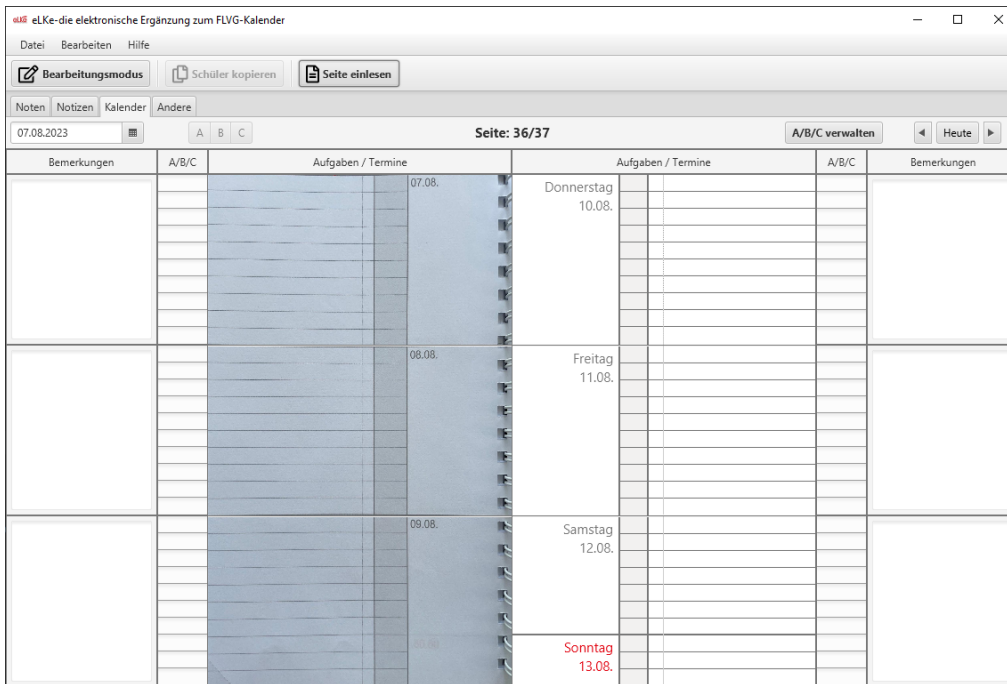 eLKe eLKe-die elektronische Ergänzung zum FLVG-Kalender
Datei Bearbeiten Hilfe
Bearbeitungsmodus Schüler kopieren Seite einlesen
Noten Notizen Kalender Andere
07.08.2023 A B C Seite: 36/37 A/B/C verwalten Heute
Bemerkungen A/B/C Aufgaben / Termine Aufgaben / Termine A/B/C Bemerkungen
07.08. Donnerstag
10.08.
08.08. Freitag
11.08.
09.08. Samstag
12.08.
Sonntag
13.08.